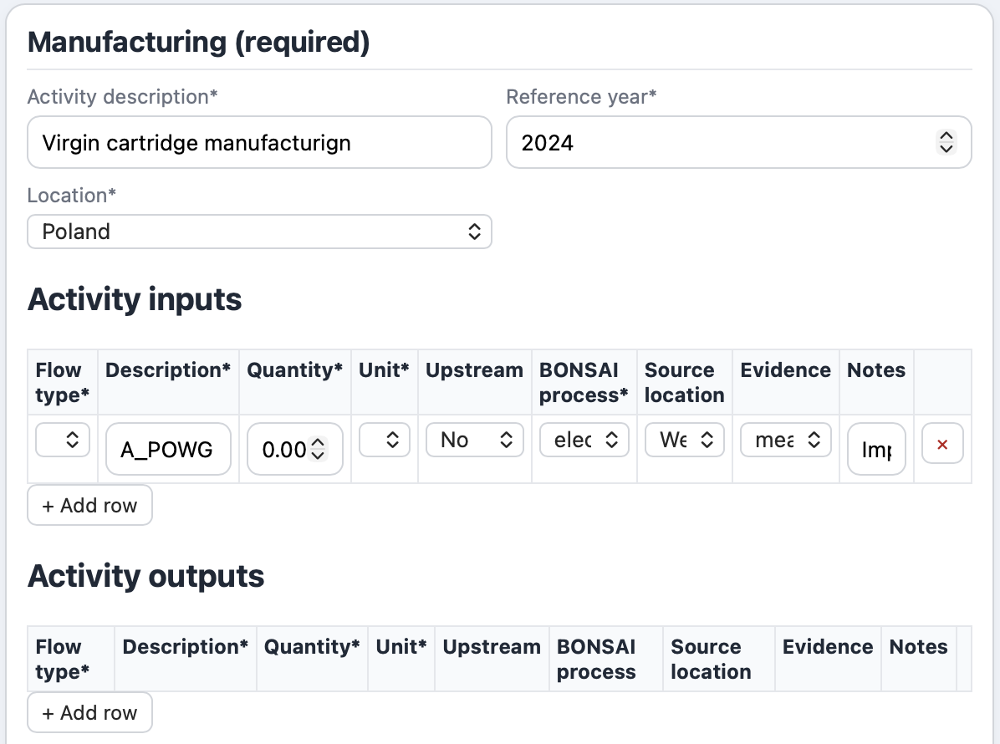 Manufacturing (required)
Activity description* Reference year*
Virgin cartridge manufacturign 2024
Location*
Poland
Activity inputs
Flow type* Description* Quantity* Unit* Upstream BONSAI process* Source location Evidence Notes
A_POWG 0.00 No elec We mea Imp ×
+ Add row
Activity outputs
Flow type* Description* Quantity* Unit* Upstream BONSAI process Source location Evidence Notes
+ Add row